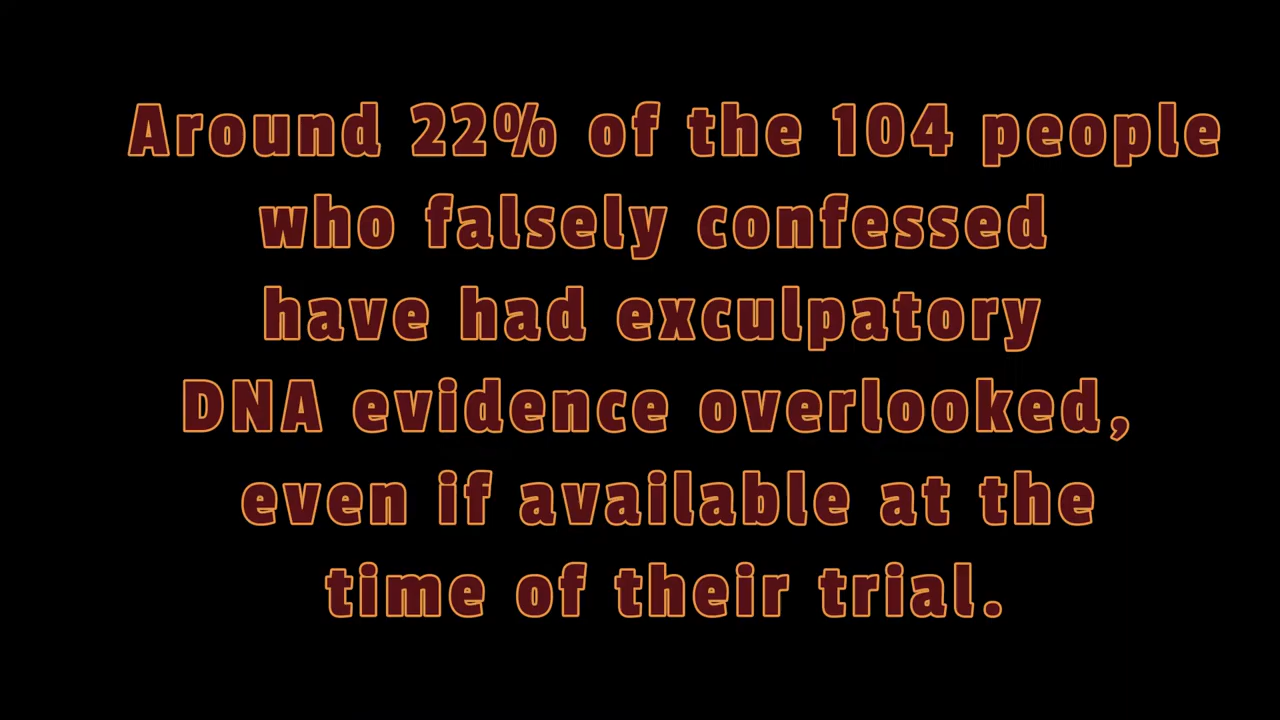 Around 22% of the 104 people
who falsely confessed
have had exculpatory
DNA evidence overlooked,
even if available at the
time of their trial.